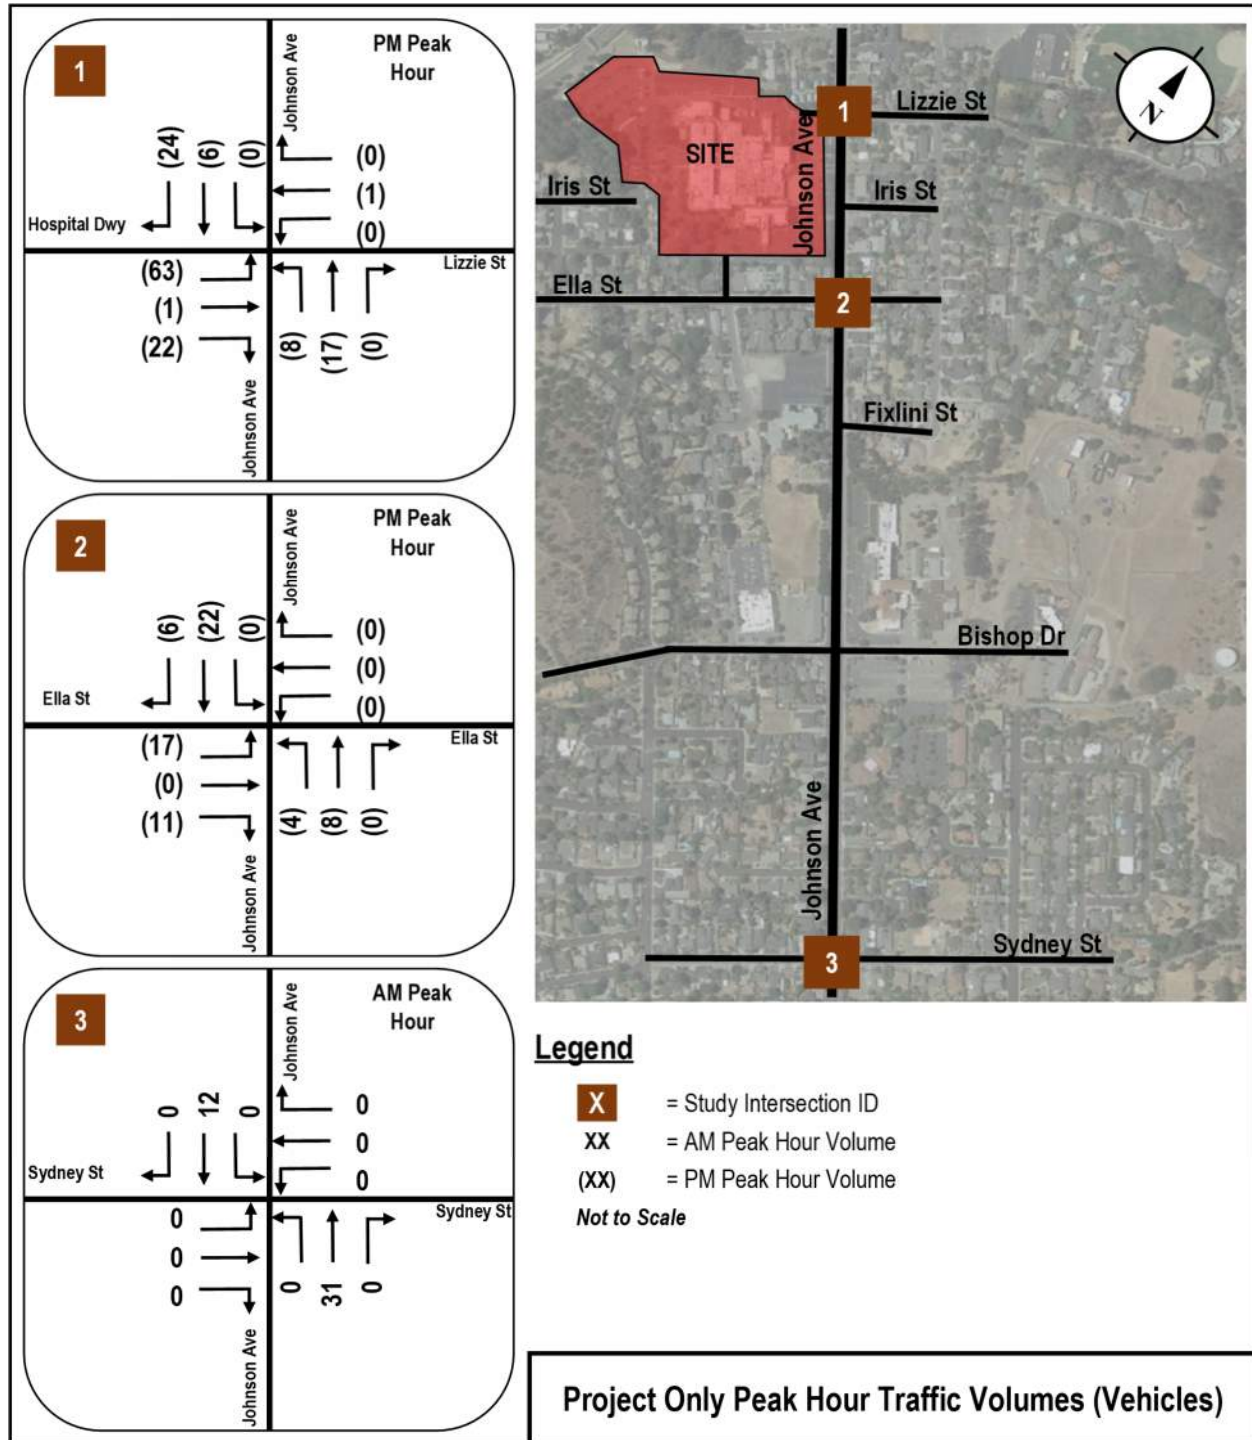 1
PM Peak
Hour
Johnson Ave
(24) (6) (0)
(0)
(1)
(0)
Hospital Dwy
Lizzie St
(63)
(1)
(22)
(8) (17) (0)
Johnson Ave
2
PM Peak
Hour
Johnson Ave
(6) (22) (0)
(0)
(0)
(0)
Ella St
Ella St
(17)
(0)
(11)
(4) (8) (0)
Johnson Ave
3
AM Peak
Hour
Johnson Ave
0 12 0
0
0
0
Sydney St
Sydney St
0
0
0
0 31 0
Johnson Ave
N
1
Lizzie St
SITE
Johnson Ave
Iris St
Iris St
Ella St
2
Fixlini St
Bishop Dr
Johnson Ave
Sydney St
3
Legend
X = Study Intersection ID
XX = AM Peak Hour Volume
(XX) = PM Peak Hour Volume
Not to Scale
Project Only Peak Hour Traffic Volumes (Vehicles)